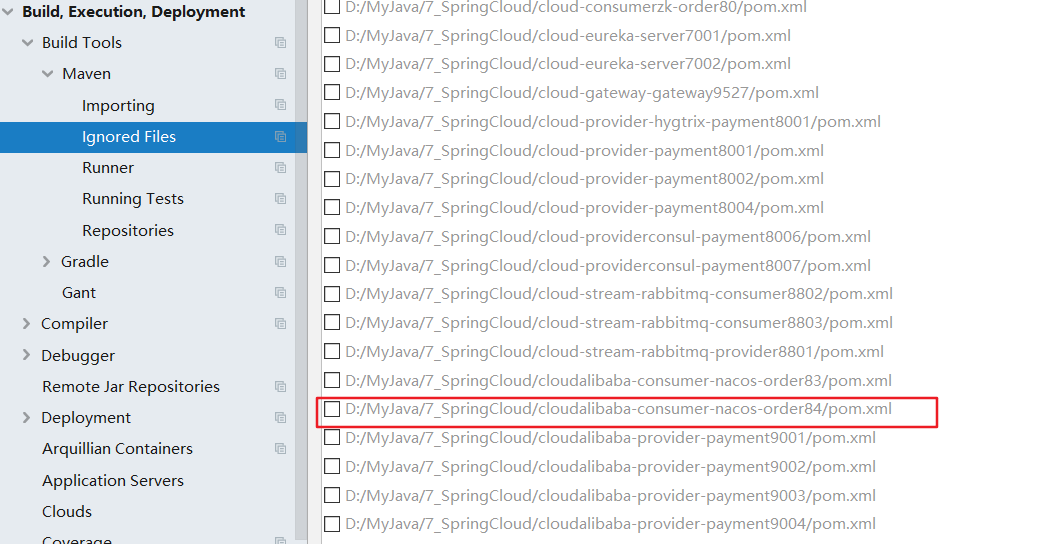 Build, Execution, Deployment
Build Tools
Maven
Importing
Ignored Files
Runner
Running Tests
Repositories
Gradle
Gant
Compiler
Debugger
Remote Jar Repositories
Deployment
Arquillian Containers
Application Servers
Clouds
Coverage
D:/MyJava/7_SpringCloud/cloud-consumerzk-order80/pom.xml
D:/MyJava/7_SpringCloud/cloud-eureka-server7001/pom.xml
D:/MyJava/7_SpringCloud/cloud-eureka-server7002/pom.xml
D:/MyJava/7_SpringCloud/cloud-gateway-gateway9527/pom.xml
D:/MyJava/7_SpringCloud/cloud-provider-hygtrix-payment8001/pom.xml
D:/MyJava/7_SpringCloud/cloud-provider-payment8001/pom.xml
D:/MyJava/7_SpringCloud/cloud-provider-payment8002/pom.xml
D:/MyJava/7_SpringCloud/cloud-provider-payment8004/pom.xml
D:/MyJava/7_SpringCloud/cloud-providerconsul-payment8006/pom.xml
D:/MyJava/7_SpringCloud/cloud-providerconsul-payment8007/pom.xml
D:/MyJava/7_SpringCloud/cloud-stream-rabbitmq-consumer8802/pom.xml
D:/MyJava/7_SpringCloud/cloud-stream-rabbitmq-consumer8803/pom.xml
D:/MyJava/7_SpringCloud/cloud-stream-rabbitmq-provider8801/pom.xml
D:/MyJava/7_SpringCloud/cloudalibaba-consumer-nacos-order83/pom.xml
D:/MyJava/7_SpringCloud/cloudalibaba-consumer-nacos-order84/pom.xml
D:/MyJava/7_SpringCloud/cloudalibaba-provider-payment9001/pom.xml
D:/MyJava/7_SpringCloud/cloudalibaba-provider-payment9002/pom.xml
D:/MyJava/7_SpringCloud/cloudalibaba-provider-payment9003/pom.xml
D:/MyJava/7_SpringCloud/cloudalibaba-provider-payment9004/pom.xml